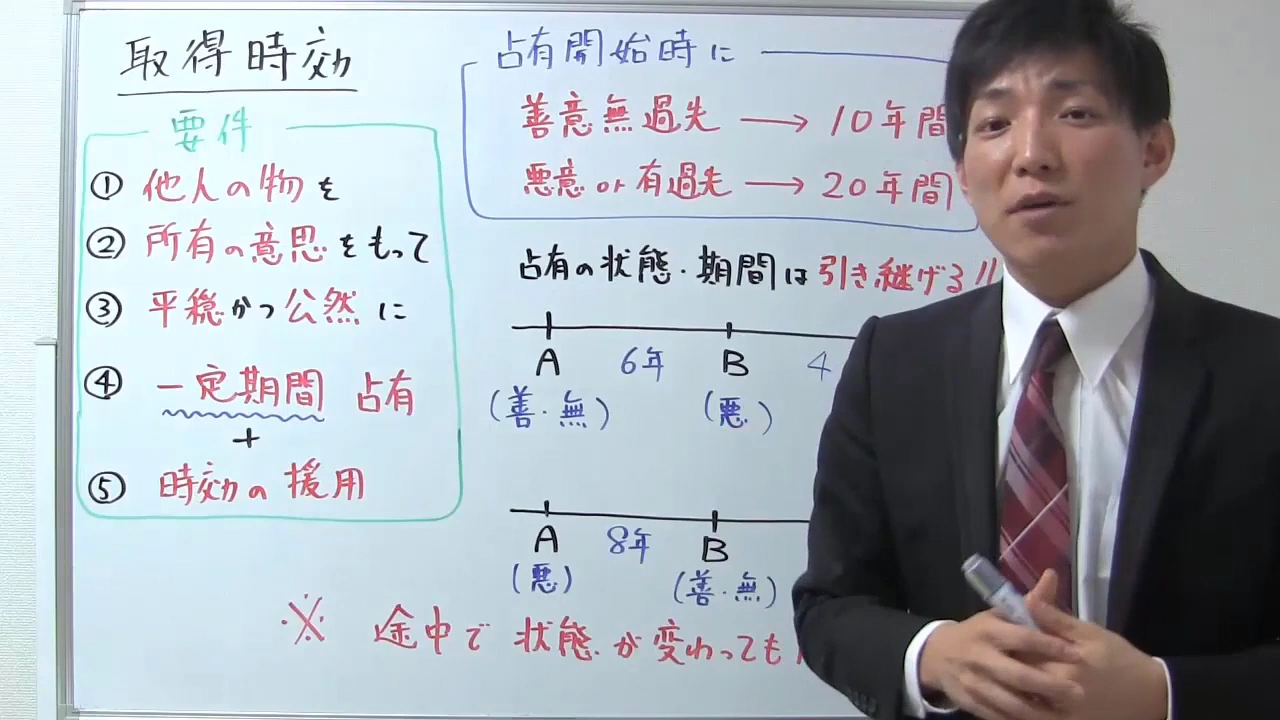 取得時効
要件
① 他人の物を
② 所有の意思をもって
③ 平穏かつ公然に
④ 一定期間 占有
+
⑤ 時効の援用
占有開始時に
善意無過失 → 10年間
悪意or有過失 → 20年間
占有の状態・期間は引き継げる!!
6年 4
A B
(善・無) (悪)
8年
A B
(悪) (善・無)
※ 途中で状態が変わっても